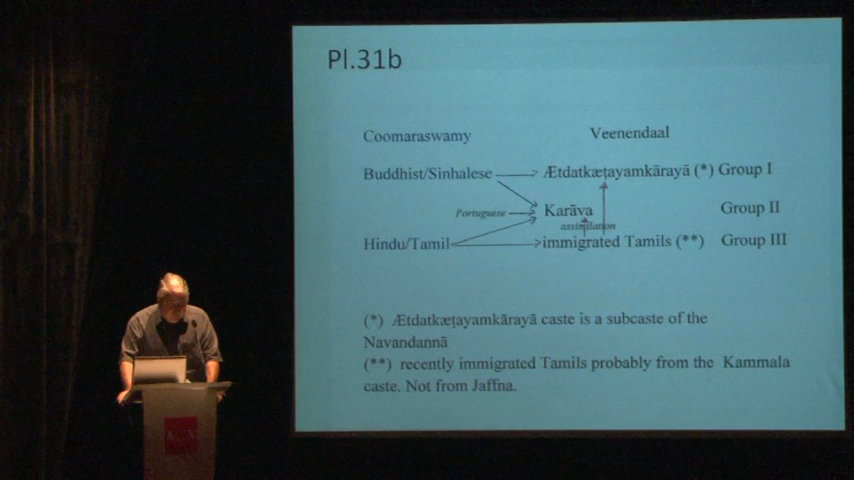 Pl.31b
Coomaraswamy Veenendaal
Buddhist/Sinhalese Ætdatkæṭayamkārayā (*) Group I
Portuguese Karāva Group II
assimilation
Hindu/Tamil immigrated Tamils (**) Group III
(*) Ætdatkæṭayamkārayā caste is a subcaste of the
Navandannā
(**) recently immigrated Tamils probably from the Kammala
caste. Not from Jaffna.